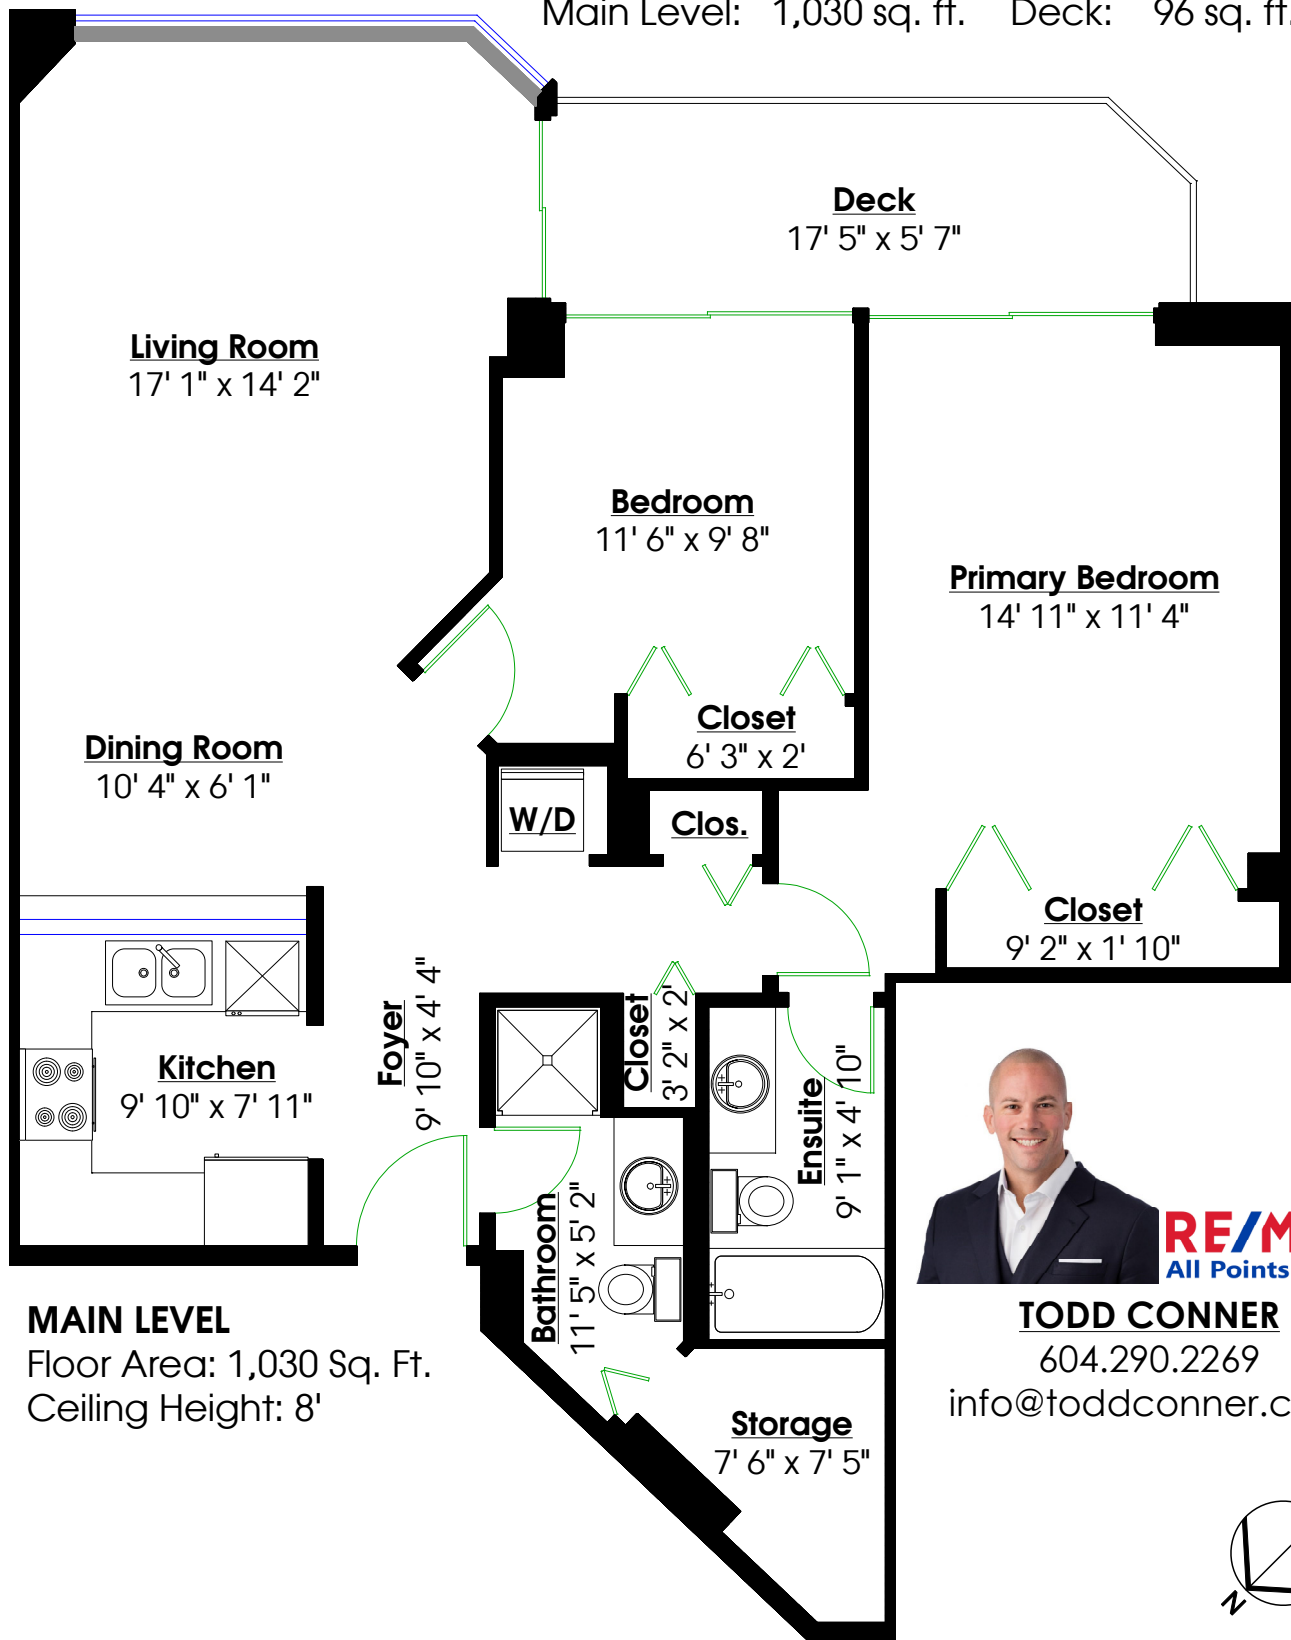 Main Level: 1,030 sq. ft. Deck: 96 sq. ft.
Deck
17' 5" x 5' 7"
Living Room
17' 1" x 14' 2"
Bedroom
11' 6" x 9' 8"
Primary Bedroom
14' 11" x 11' 4"
Closet
6' 3" x 2'
Dining Room
10' 4" x 6' 1"
W/D
Clos.
Closet
9' 2" x 1' 10"
Foyer
9' 10" x 4' 4"
Closet
3' 2" x 2'
Kitchen
9' 10" x 7' 11"
Ensuite
9' 1" x 4' 10"
Bathroom
11' 5" x 5' 2"
Storage
7' 6" x 7' 5"
MAIN LEVEL
Floor Area: 1,030 Sq. Ft.
Ceiling Height: 8'
RE/M
All Points
TODD CONNER
604.290.2269
info@toddconner.c
N